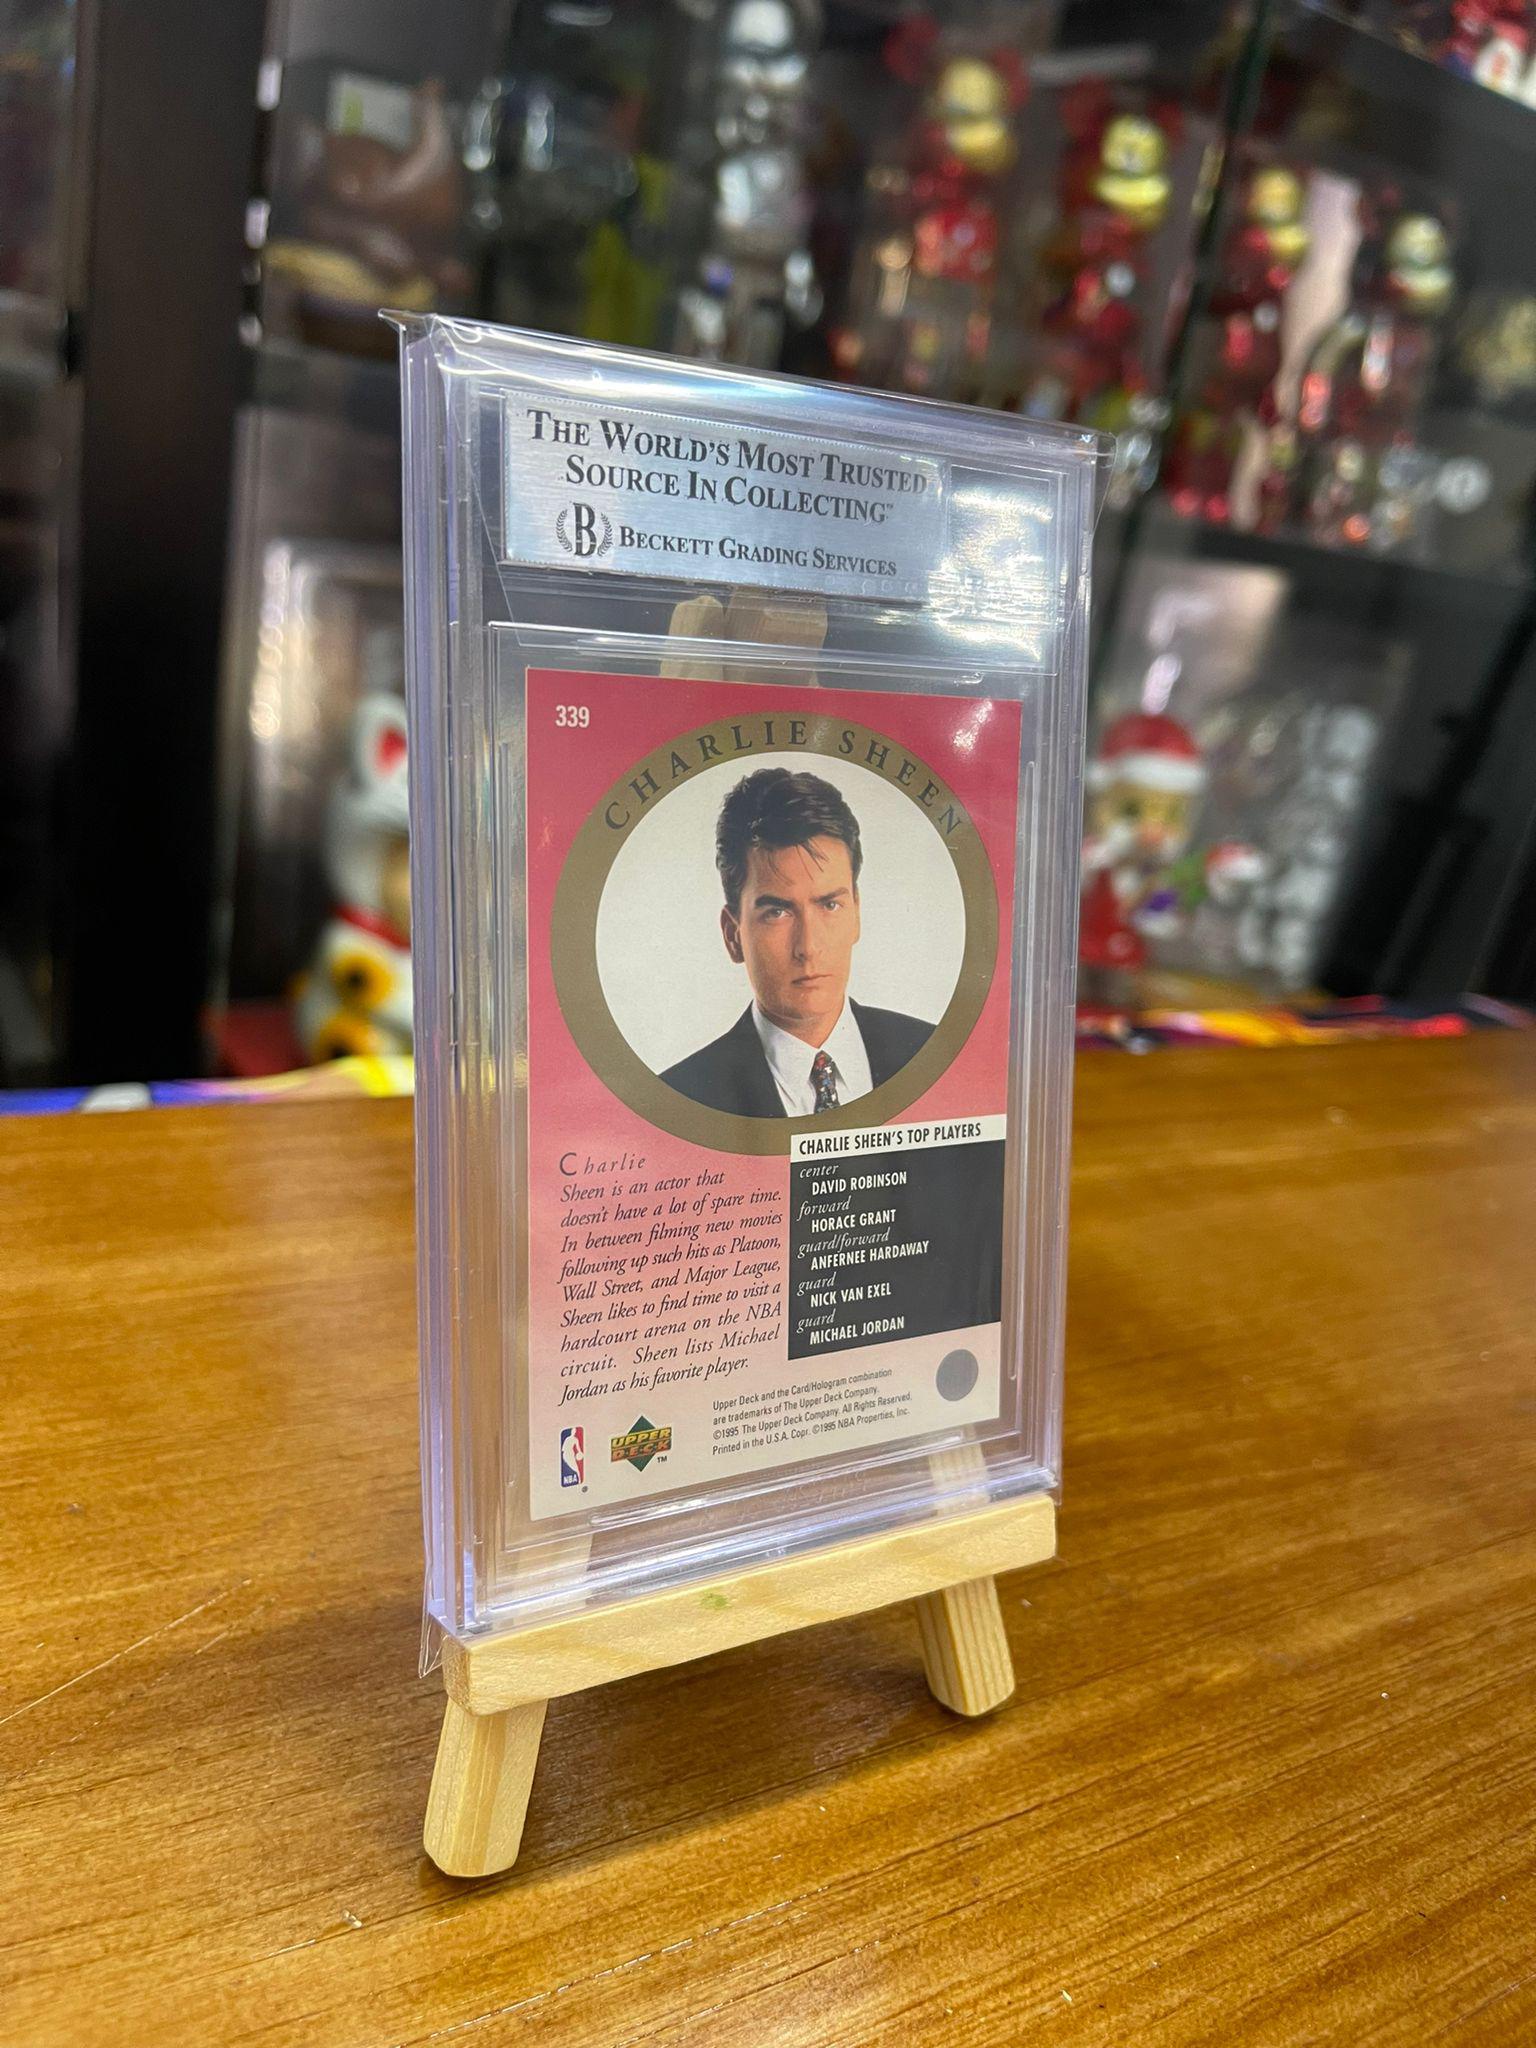 THE WORLD'S MOST TRUSTED
SOURCE IN COLLECTING™
B BECKETT GRADING SERVICES
339
CHARLIE SHEEN
Charlie
Sheen is an actor that
doesn't have a lot of spare time.
In between filming new movies
following up such hits as Platoon,
Wall Street, and Major League,
Sheen likes to find time to visit a
hardcourt arena on the NBA
circuit. Sheen lists Michael
Jordan as his favorite player.
CHARLIE SHEEN'S TOP PLAYERS
center
DAVID ROBINSON
forward
HORACE GRANT
guard/forward
ANFERNEE HARDAWAY
guard
NICK VAN EXEL
guard
MICHAEL JORDAN
NBA ®
UPPER
DECK ™
Upper Deck and the Card/Hologram combination
are trademarks of The Upper Deck Company.
©1995 The Upper Deck Company. All Rights Reserved.
Printed in the U.S.A. Copr. ©1995 NBA Properties, Inc.